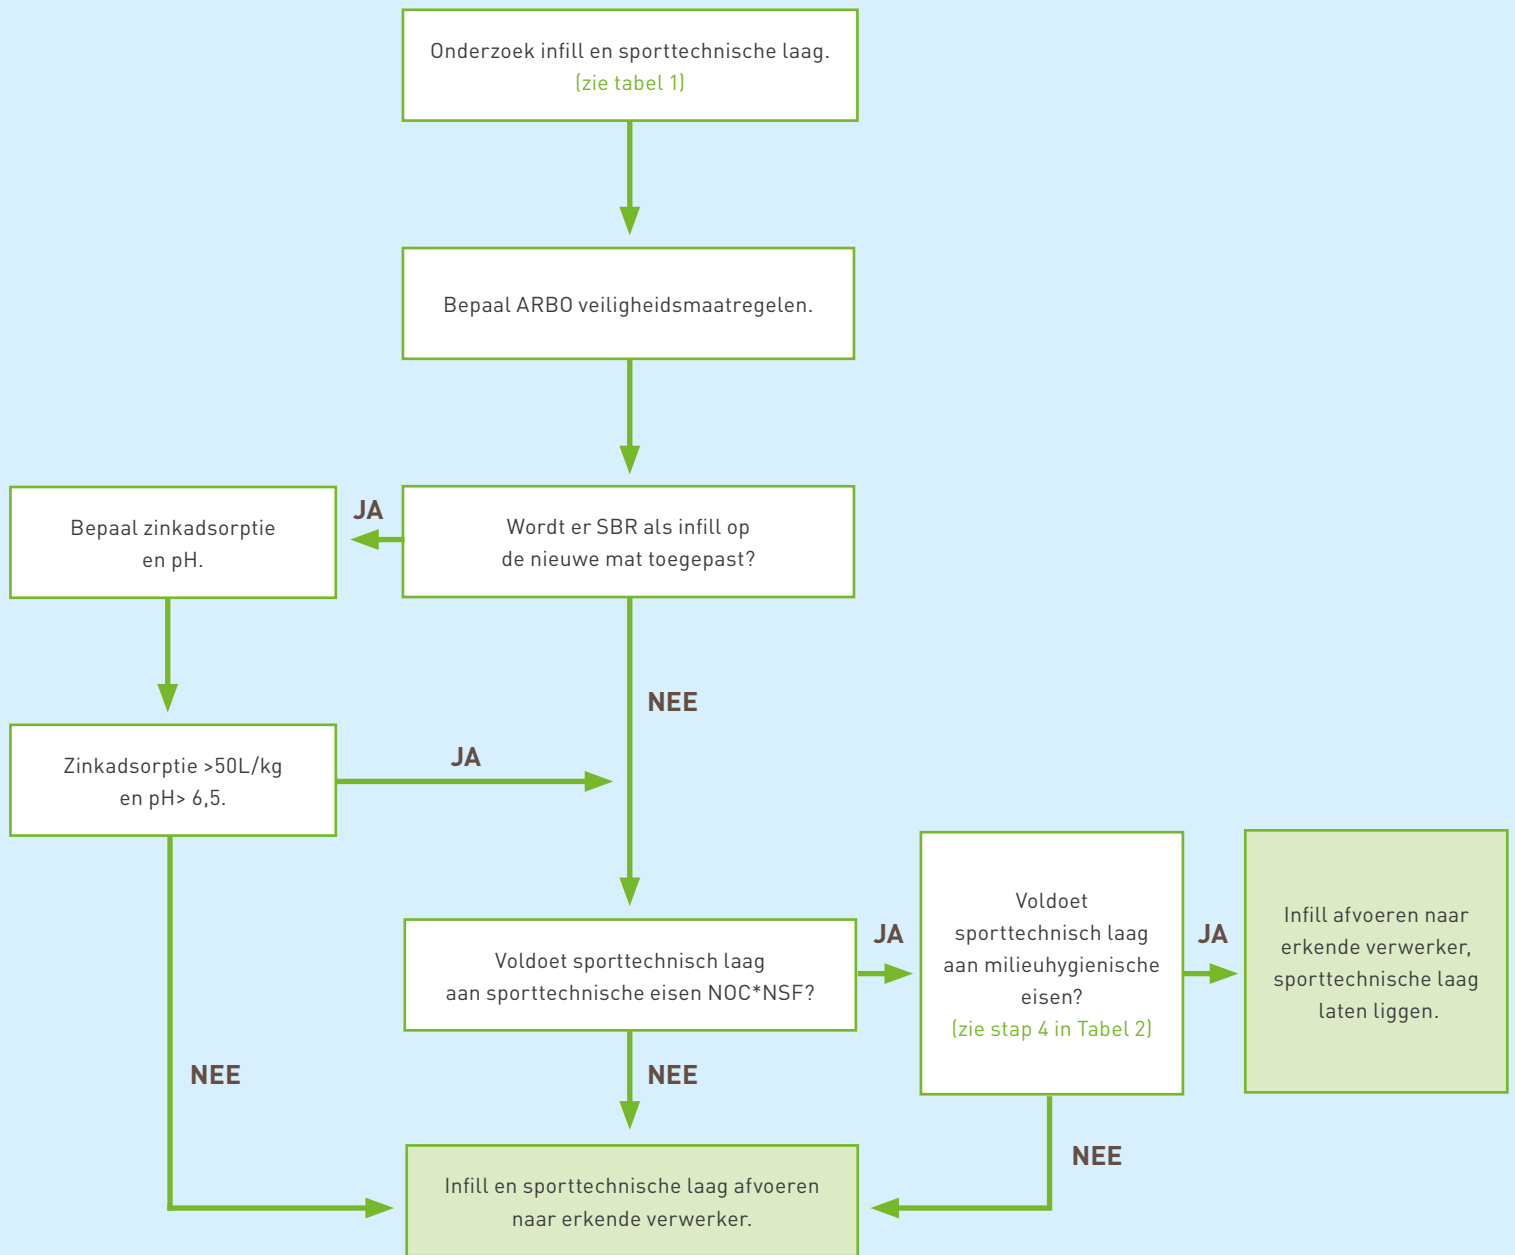 Onderzoek infill en sporttechnische laag.
(zie tabel 1)
Bepaal ARBO veiligheidsmaatregelen.
Wordt er SBR als infill op
de nieuwe mat toegepast?
JA
Bepaal zinkadsorptie
en pH.
NEE
Zinkadsorptie >50L/kg
en pH> 6,5.
JA
NEE
Voldoet sporttechnisch laag
aan sporttechnische eisen NOC*NSF?
JA
NEE
Voldoet
sporttechnisch laag
aan milieuhygienische
eisen?
(zie stap 4 in Tabel 2)
JA
NEE
Infill afvoeren naar
erkende verwerker,
sporttechnische laag
laten liggen.
Infill en sporttechnische laag afvoeren
naar erkende verwerker.